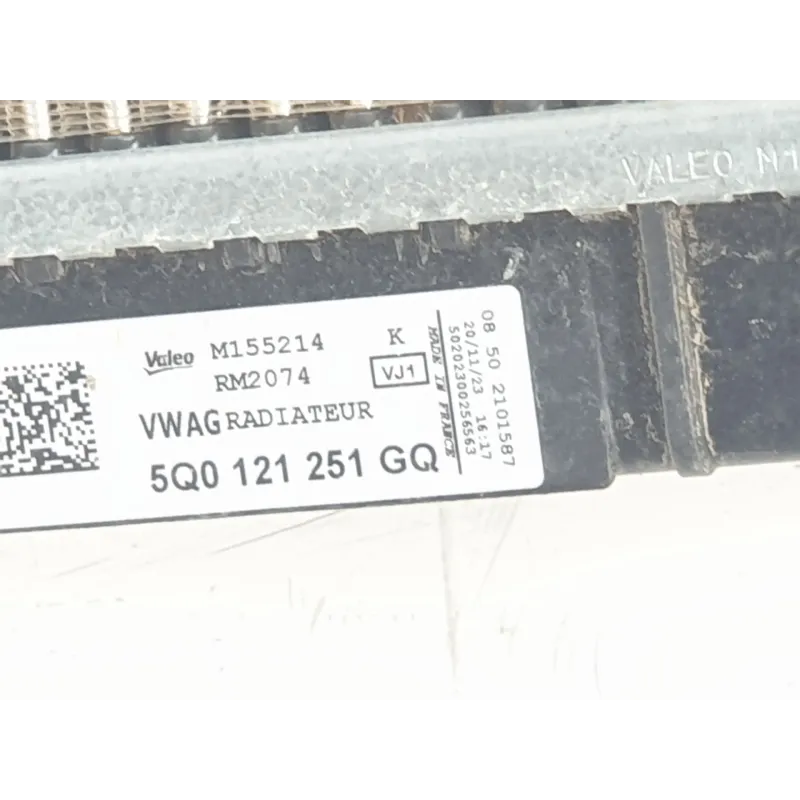 VALEO M1
Valeo M155214 K
RM2074 VJ1
VWAG RADIATEUR
5Q0 121 251 GQ
MADE IN FRANCE
50202300256563
20/11/23 16:17
08 50 2101587